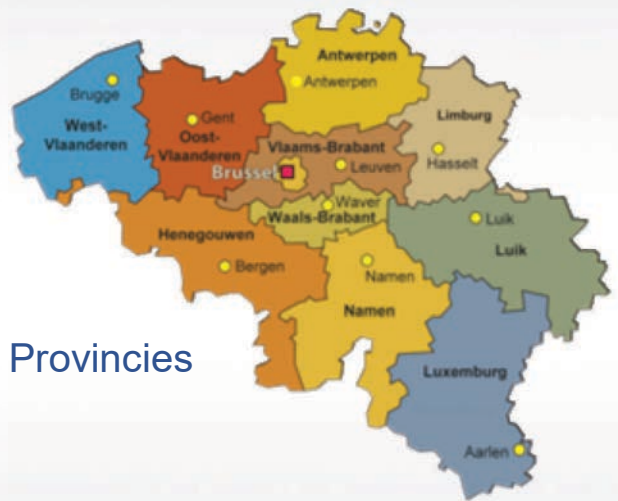 Antwerpen
Antwerpen
Brugge
West-
Vlaanderen
Gent
Oost-
Vlaanderen
Limburg
Hasselt
Vlaams-Brabant
Leuven
Brussel
Waver
Waals-Brabant
Henegouwen
Bergen
Luik
Luik
Namen
Namen
Provincies
Luxemburg
Aarlen